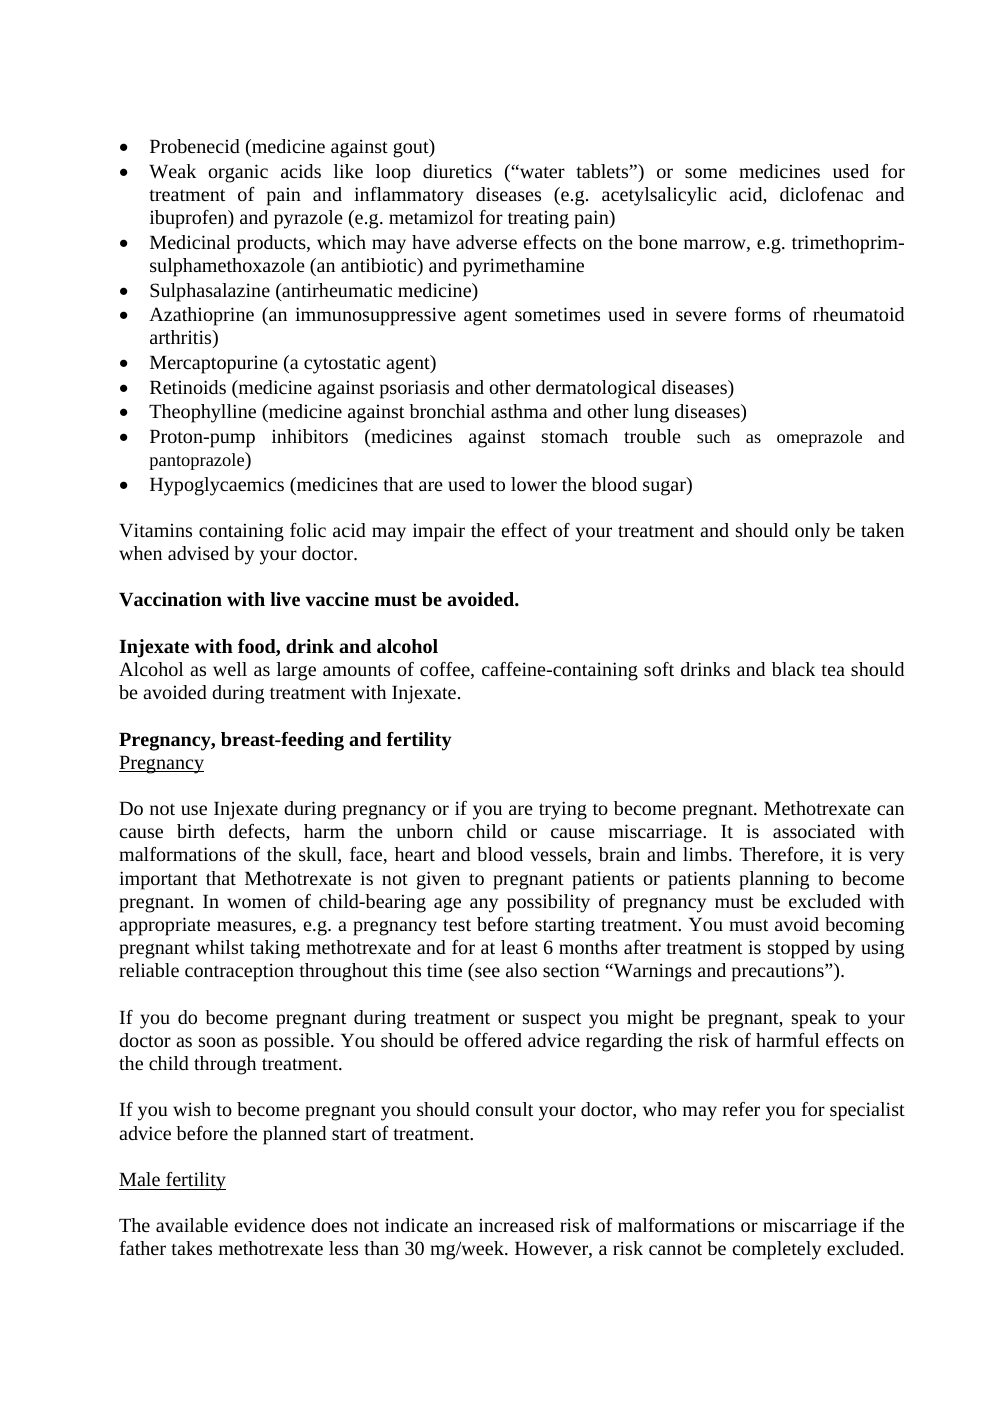 • Probenecid (medicine against gout)
• Weak organic acids like loop diuretics (“water tablets”) or some medicines used for
treatment of pain and inflammatory diseases (e.g. acetylsalicylic acid, diclofenac and
ibuprofen) and pyrazole (e.g. metamizol for treating pain)
• Medicinal products, which may have adverse effects on the bone marrow, e.g. trimethoprim-
sulphamethoxazole (an antibiotic) and pyrimethamine
• Sulphasalazine (antirheumatic medicine)
• Azathioprine (an immunosuppressive agent sometimes used in severe forms of rheumatoid
arthritis)
• Mercaptopurine (a cytostatic agent)
• Retinoids (medicine against psoriasis and other dermatological diseases)
• Theophylline (medicine against bronchial asthma and other lung diseases)
• Proton-pump inhibitors (medicines against stomach trouble such as omeprazole and
pantoprazole)
• Hypoglycaemics (medicines that are used to lower the blood sugar)
Vitamins containing folic acid may impair the effect of your treatment and should only be taken
when advised by your doctor.
Vaccination with live vaccine must be avoided.
Injexate with food, drink and alcohol
Alcohol as well as large amounts of coffee, caffeine-containing soft drinks and black tea should
be avoided during treatment with Injexate.
Pregnancy, breast-feeding and fertility
Pregnancy
Do not use Injexate during pregnancy or if you are trying to become pregnant. Methotrexate can
cause birth defects, harm the unborn child or cause miscarriage. It is associated with
malformations of the skull, face, heart and blood vessels, brain and limbs. Therefore, it is very
important that Methotrexate is not given to pregnant patients or patients planning to become
pregnant. In women of child-bearing age any possibility of pregnancy must be excluded with
appropriate measures, e.g. a pregnancy test before starting treatment. You must avoid becoming
pregnant whilst taking methotrexate and for at least 6 months after treatment is stopped by using
reliable contraception throughout this time (see also section “Warnings and precautions”).
If you do become pregnant during treatment or suspect you might be pregnant, speak to your
doctor as soon as possible. You should be offered advice regarding the risk of harmful effects on
the child through treatment.
If you wish to become pregnant you should consult your doctor, who may refer you for specialist
advice before the planned start of treatment.
Male fertility
The available evidence does not indicate an increased risk of malformations or miscarriage if the
father takes methotrexate less than 30 mg/week. However, a risk cannot be completely excluded.